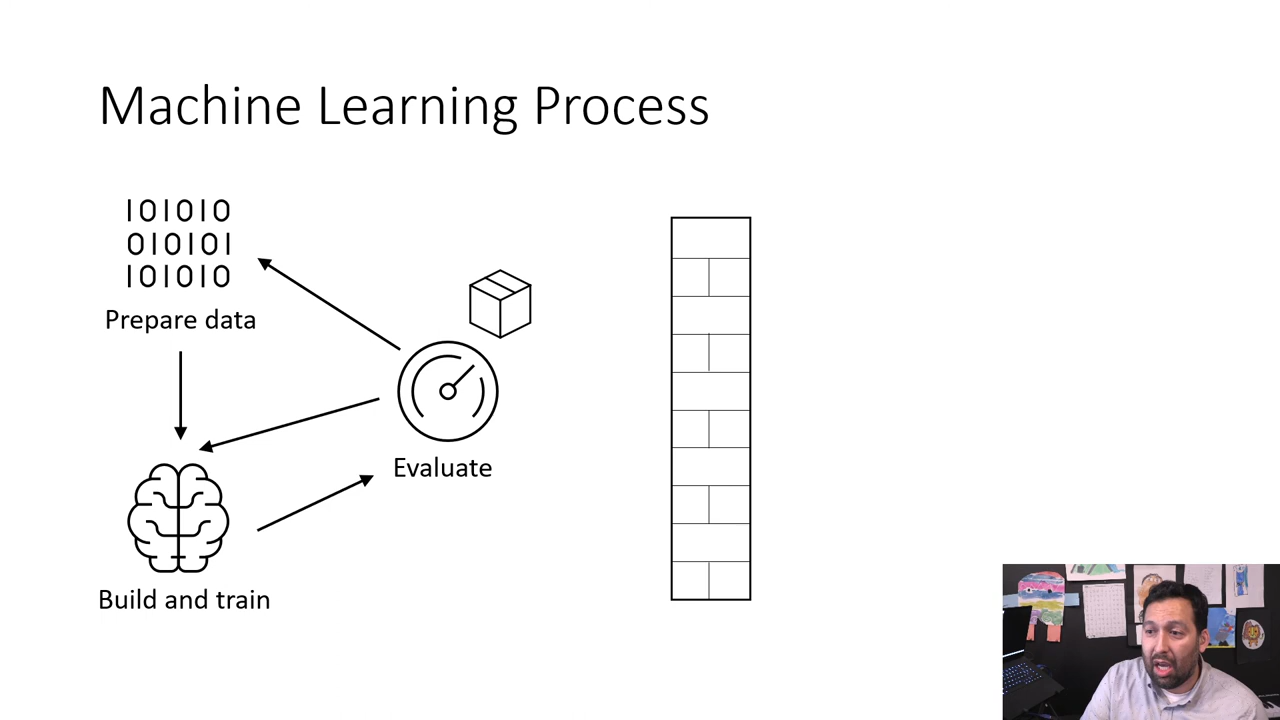 Machine Learning Process
101010
010101
101010
Prepare data
Evaluate
Build and train